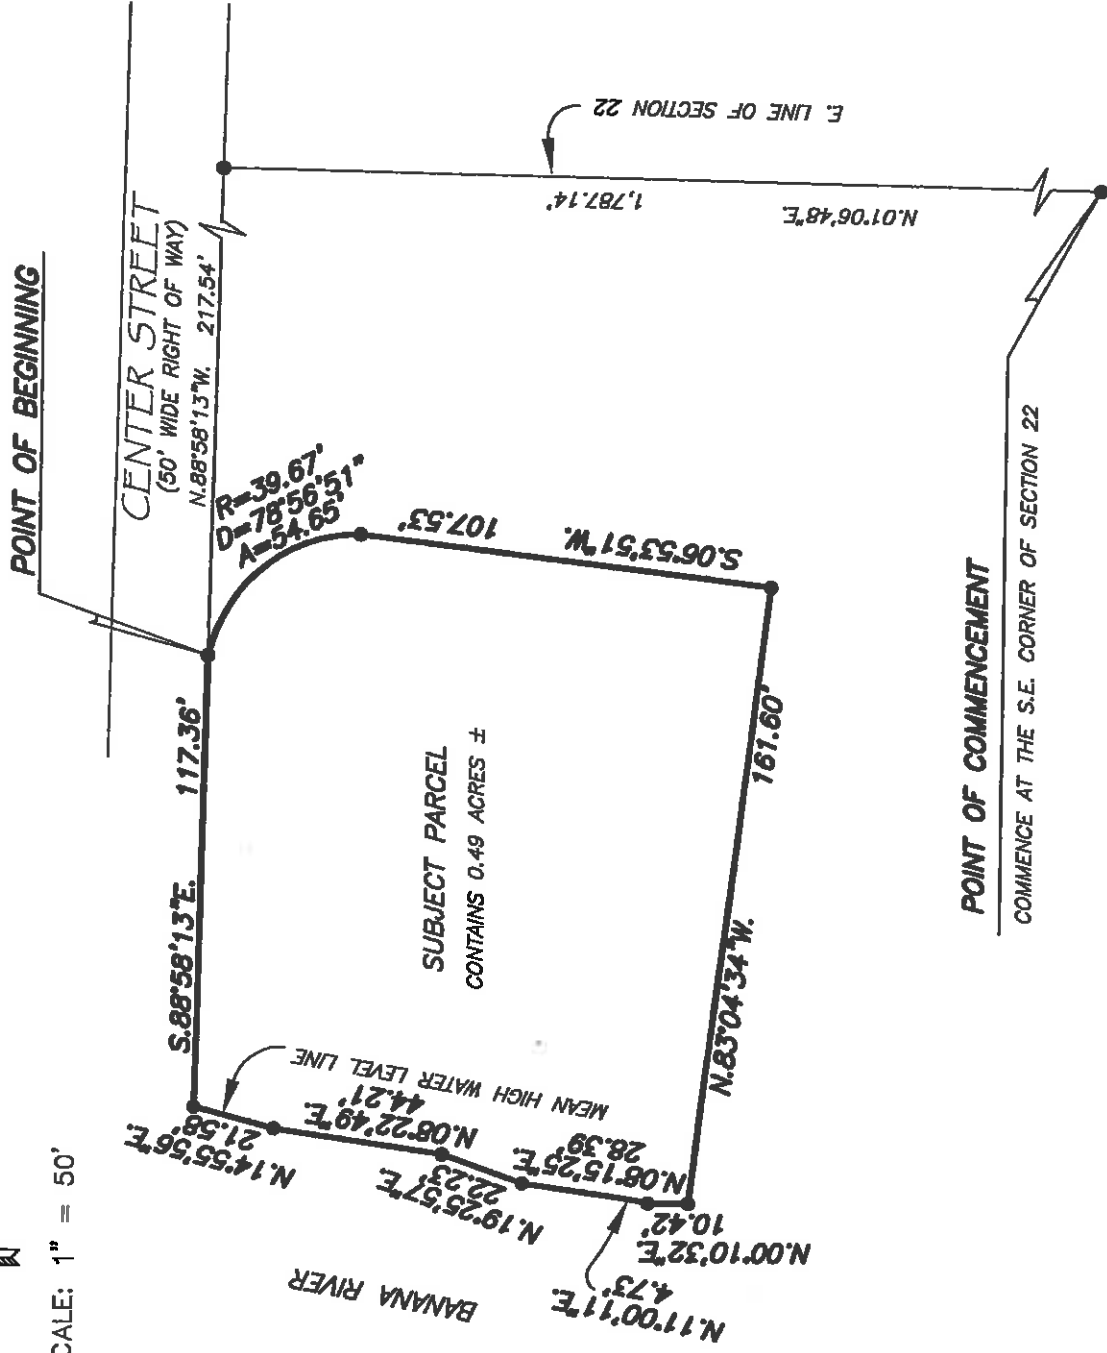 POINT OF BEGINNING
CENTER STREET
(50' WIDE RIGHT OF WAY)
N.88°58'13"W. 217.54'
E. LINE OF SECTION 22
1,787.14'
N.01°06'48"E.
R=39.67'
D=78°56'51"
A=54.65'
107.53'
S.06°53'51"W.
S.88°58'13"E. 117.36'
SUBJECT PARCEL
CONTAINS 0.49 ACRES ±
MEAN HIGH WATER LEVEL LINE
N.14°55'56"E.
21.58'
N.08°22'49"E.
44.21'
N.19°25'57"E.
22.23'
N.08°15'25"E.
28.39'
N.11°00'11"E.
4.73'
N.00°10'32"E.
10.42'
N.83°04'34"W. 161.60'
BANANA RIVER
POINT OF COMMENCEMENT
COMMENCE AT THE S.E. CORNER OF SECTION 22
CALE: 1" = 50'